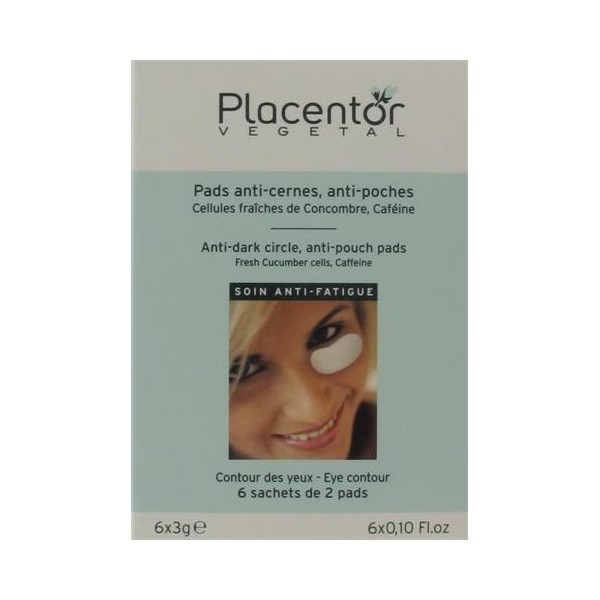 Placentor
VEGETAL
Pads anti-cernes, anti-poches
Cellules fraîches de Concombre, Caféine
Anti-dark circle, anti-pouch pads
Fresh Cucumber cells, Caffeine
SOIN ANTI-FATIGUE
Contour des yeux - Eye contour
6 sachets de 2 pads
6x3g℮ 6x0,10 Fl.oz